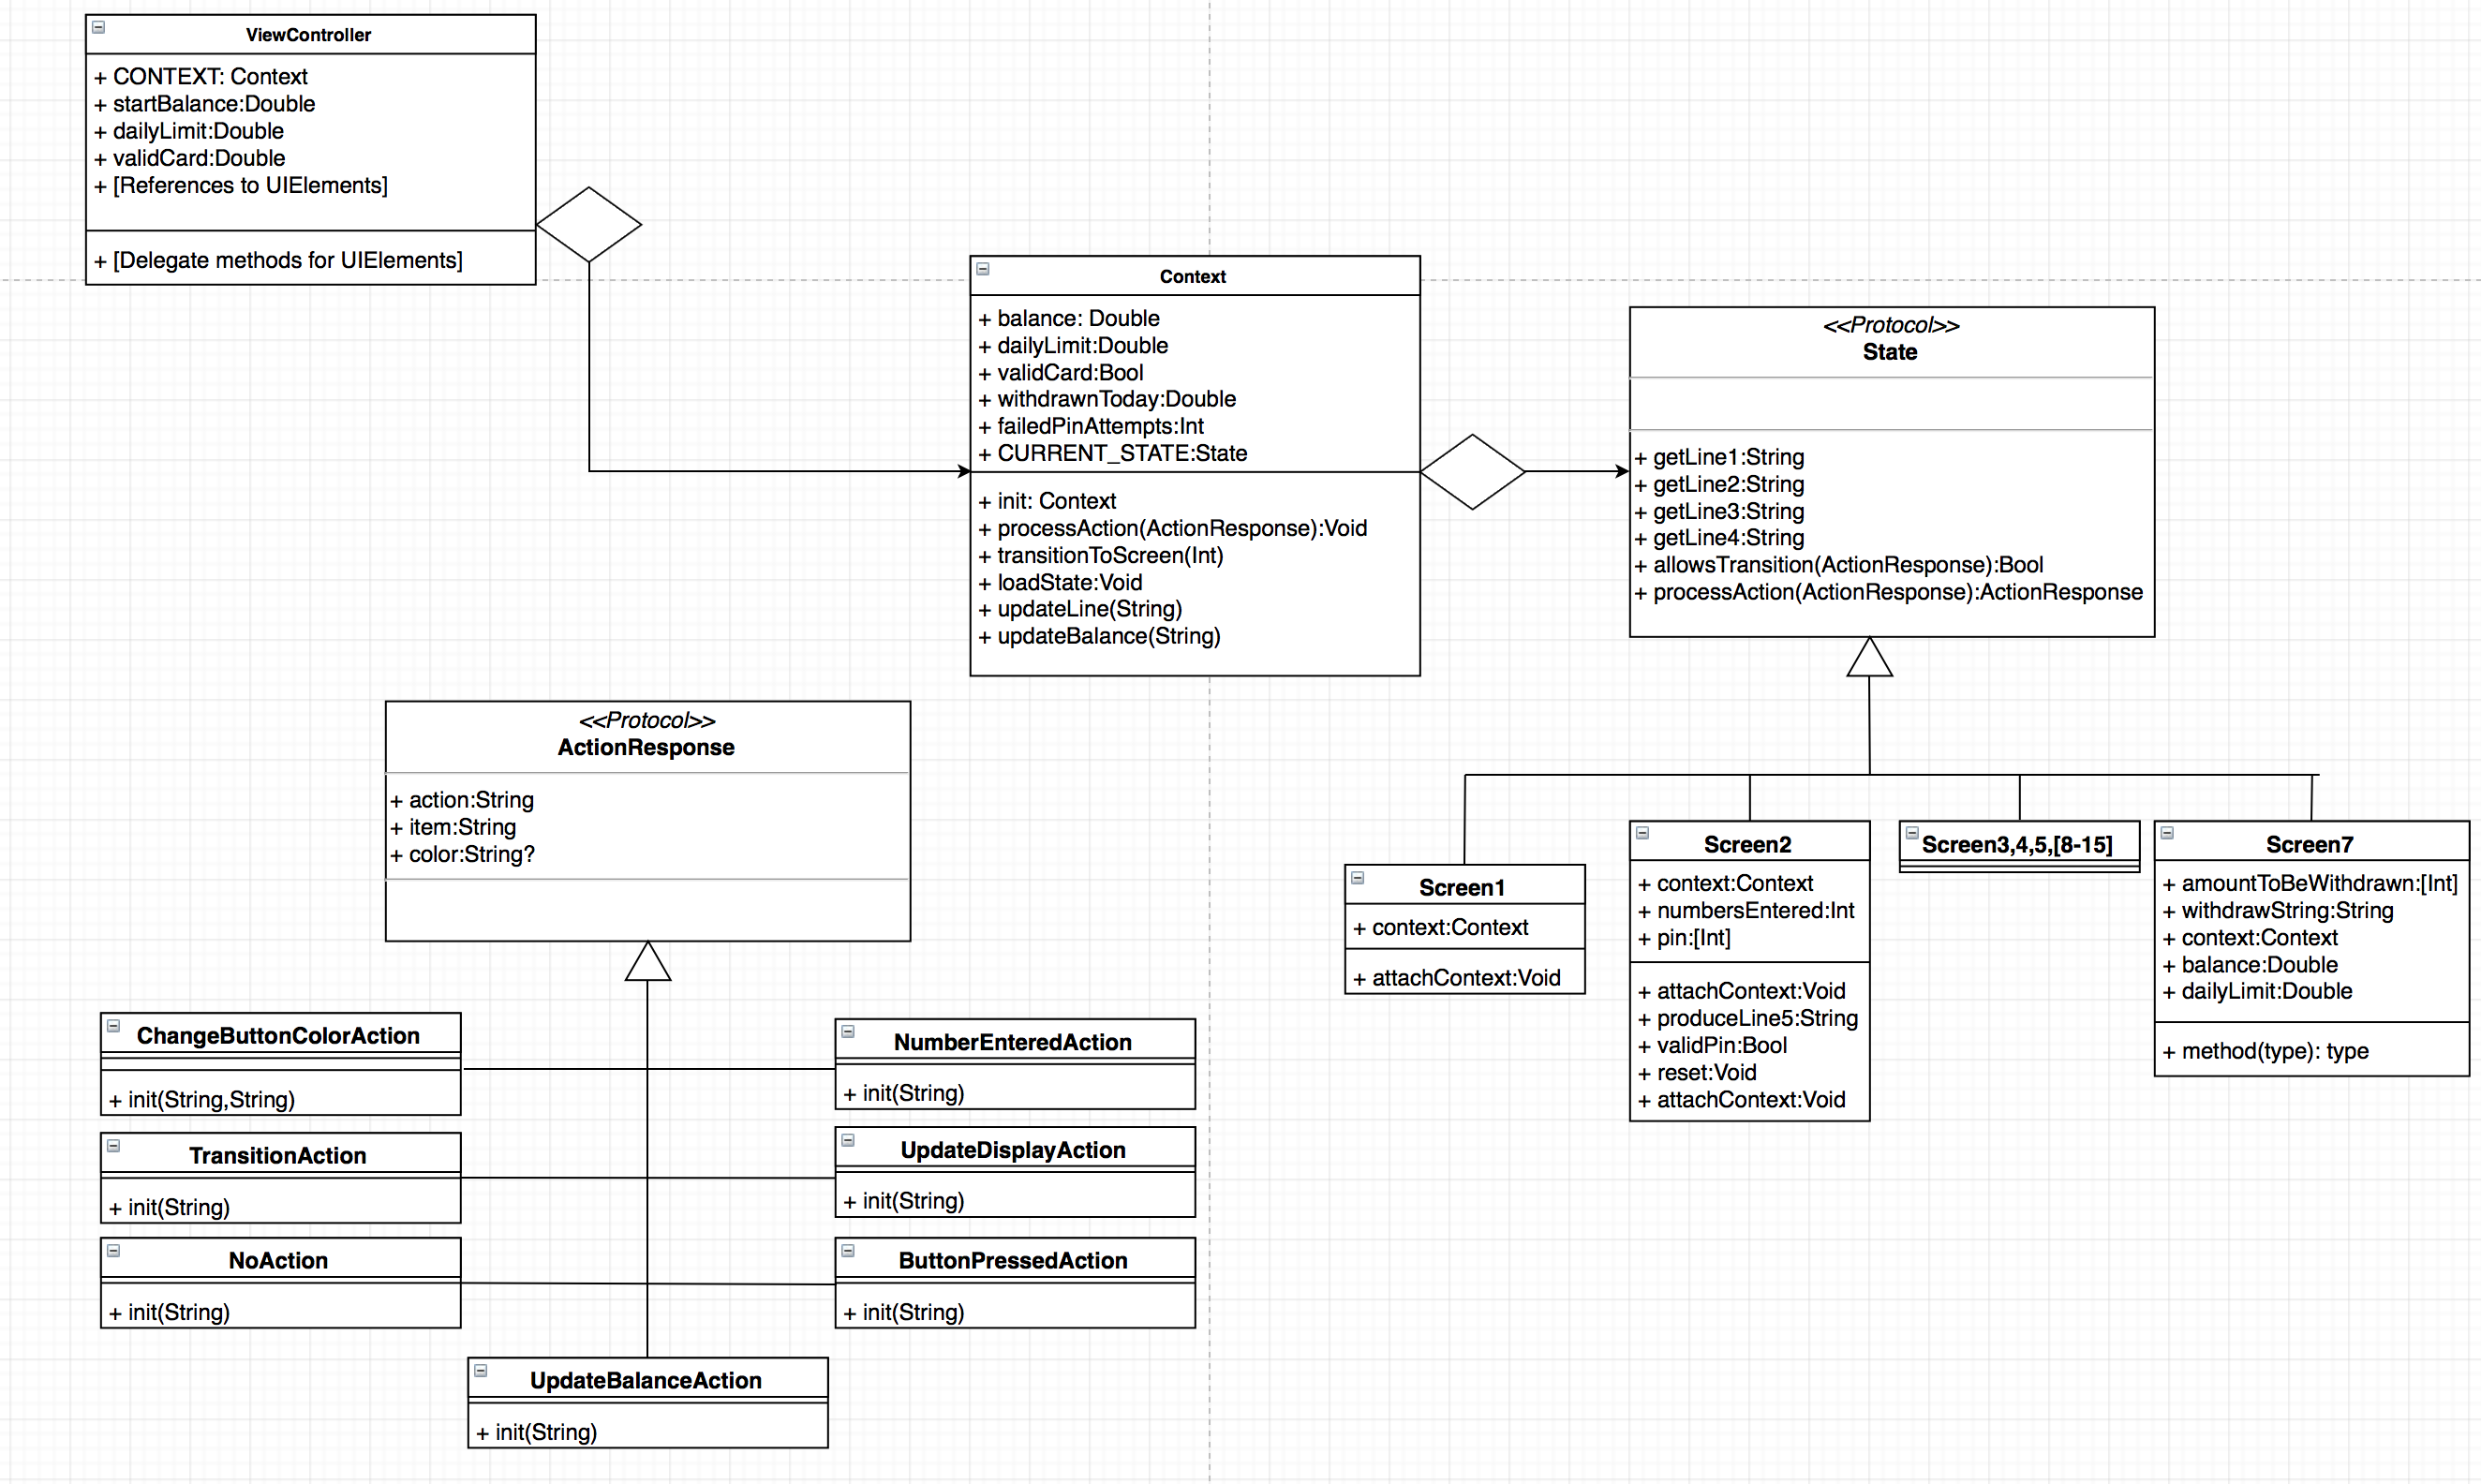 ViewController
+ CONTEXT: Context
+ startBalance:Double
+ dailyLimit:Double
+ validCard:Double
+ [References to UIElements]
+ [Delegate methods for UIElements]
Context
+ balance: Double
+ dailyLimit:Double
+ validCard:Bool
+ withdrawnToday:Double
+ failedPinAttempts:Int
+ CURRENT_STATE:State
+ init: Context
+ processAction(ActionResponse):Void
+ transitionToScreen(Int)
+ loadState:Void
+ updateLine(String)
+ updateBalance(String)
<<Protocol>>
State
+ getLine1:String
+ getLine2:String
+ getLine3:String
+ getLine4:String
+ allowsTransition(ActionResponse):Bool
+ processAction(ActionResponse):ActionResponse
<<Protocol>>
ActionResponse
+ action:String
+ item:String
+ color:String?
Screen1
+ context:Context
+ attachContext:Void
Screen2
+ context:Context
+ numbersEntered:Int
+ pin:[Int]
+ attachContext:Void
+ produceLine5:String
+ validPin:Bool
+ reset:Void
+ attachContext:Void
Screen3,4,5,[8-15]
Screen7
+ amountToBeWithdrawn:[Int]
+ withdrawString:String
+ context:Context
+ balance:Double
+ dailyLimit:Double
+ method(type): type
ChangeButtonColorAction
+ init(String,String)
NumberEnteredAction
+ init(String)
TransitionAction
+ init(String)
UpdateDisplayAction
+ init(String)
NoAction
+ init(String)
ButtonPressedAction
+ init(String)
UpdateBalanceAction
+ init(String)